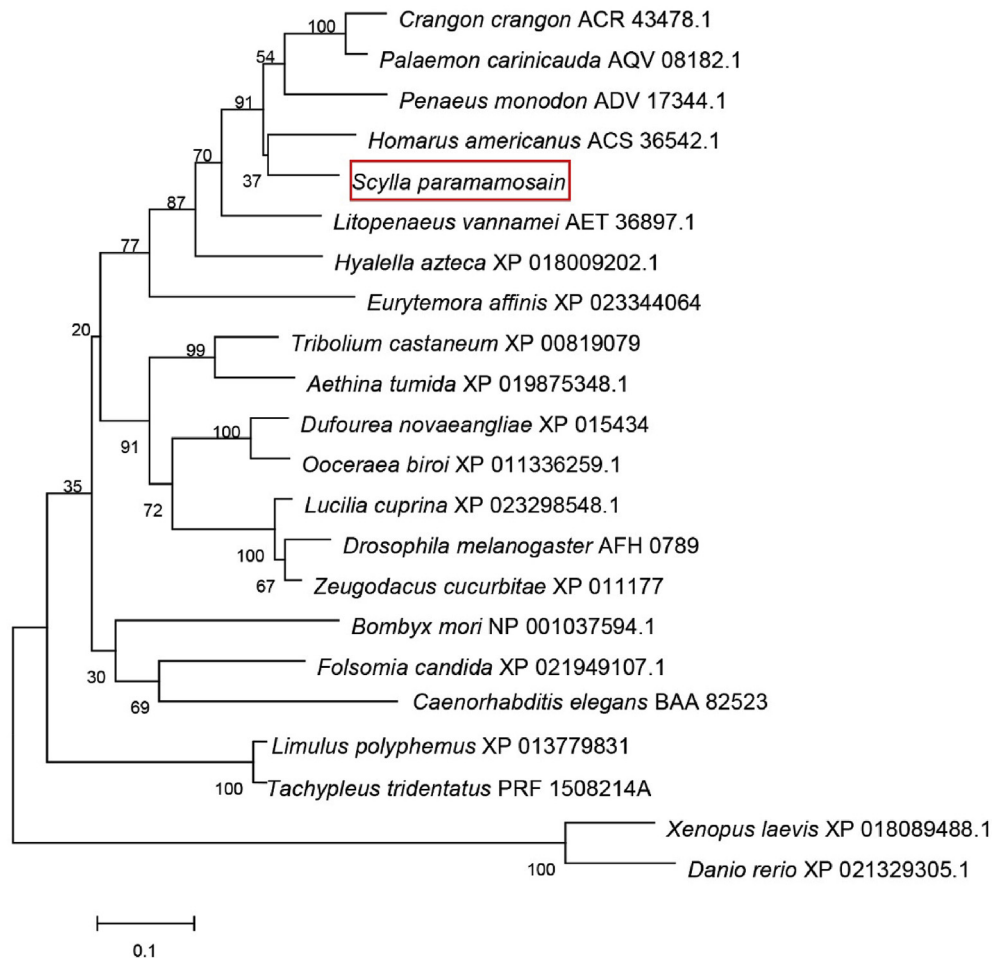 Crangon crangon ACR 43478.1
100
Palaemon carinicauda AQV 08182.1
54
Penaeus monodon ADV 17344.1
91
Homarus americanus ACS 36542.1
70
37
Scylla paramamosain
87
Litopenaeus vannamei AET 36897.1
77
Hyalella azteca XP 018009202.1
Eurytemora affinis XP 023344064
20
Tribolium castaneum XP 00819079
99
Aethina tumida XP 019875348.1
Dufourea novaeangliae XP 015434
100
91
Ooceraea biroi XP 011336259.1
35
Lucilia cuprina XP 023298548.1
72
Drosophila melanogaster AFH 0789
100
67
Zeugodacus cucurbitae XP 011177
Bombyx mori NP 001037594.1
Folsomia candida XP 021949107.1
30
Caenorhabditis elegans BAA 82523
69
Limulus polyphemus XP 013779831
100
Tachypleus tridentatus PRF 1508214A
Xenopus laevis XP 018089488.1
100
Danio rerio XP 021329305.1
0.1